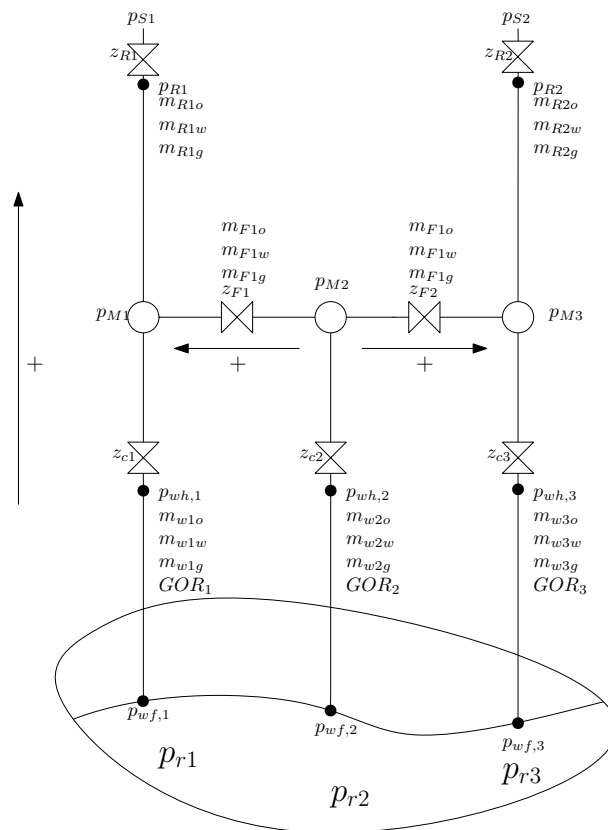 p_{S1}
p_{S2}
z_{R1}
z_{R2}
p_{R1}
m_{R1o}
m_{R1w}
m_{R1g}
p_{R2}
m_{R2o}
m_{R2w}
m_{R2g}
m_{F1o}
m_{F1w}
m_{F1g}
z_{F1}
m_{F1o}
m_{F1w}
m_{F1g}
z_{F2}
p_{M1}
p_{M2}
p_{M3}
+
+
+
z_{c1}
z_{c2}
z_{c3}
p_{wh,1}
m_{w1o}
m_{w1w}
m_{w1g}
GOR_1
p_{wh,2}
m_{w2o}
m_{w2w}
m_{w2g}
GOR_2
p_{wh,3}
m_{w3o}
m_{w3w}
m_{w3g}
GOR_3
p_{wf,1}
p_{wf,2}
p_{wf,3}
p_{r1}
p_{r2}
p_{r3}